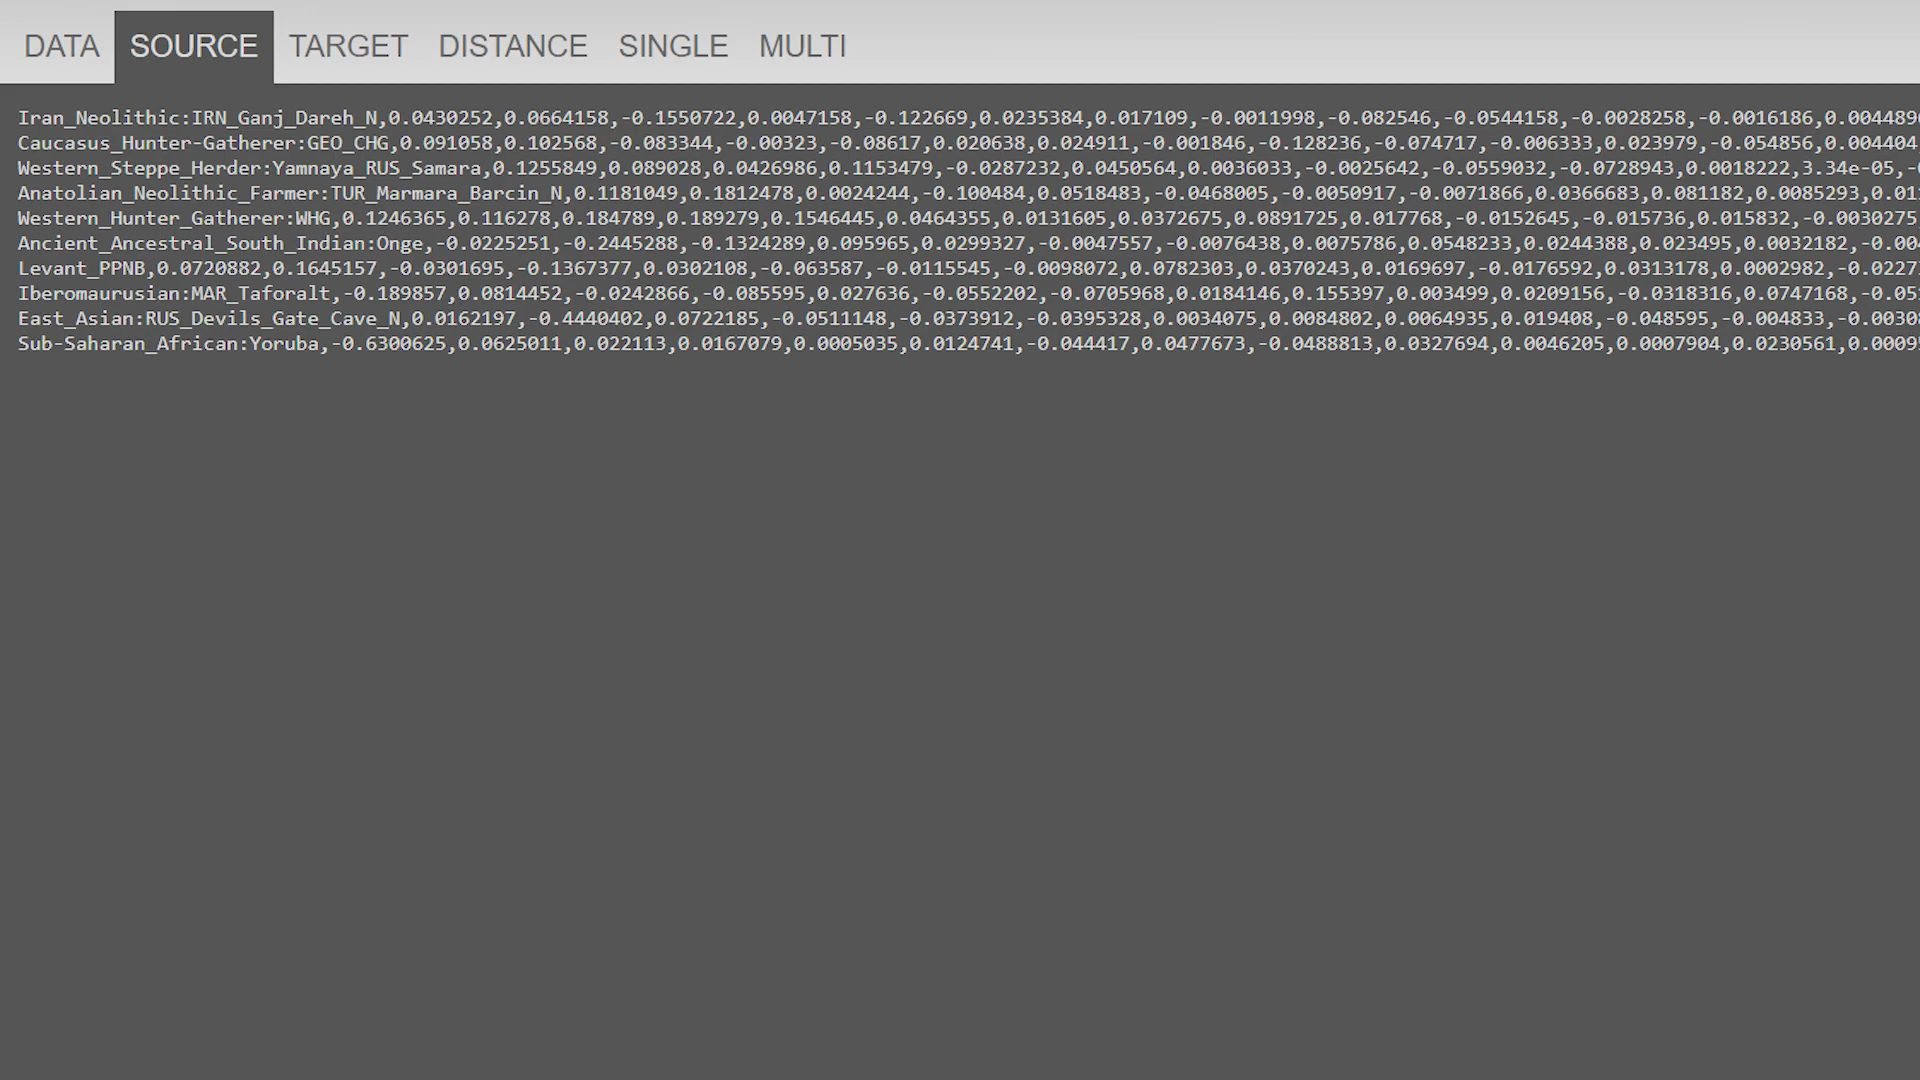 DATA SOURCE TARGET DISTANCE SINGLE MULTI
Iran_Neolithic:IRN_Ganj_Dareh_N,0.0430252,0.0664158,-0.1550722,0.0047158,-0.122669,0.0235384,0.017109,-0.0011998,-0.082546,-0.0544158,-0.0028258,-0.0016186,0.004489
Caucasus_Hunter-Gatherer:GEO_CHG,0.091058,0.102568,-0.083344,-0.00323,-0.08617,0.020638,0.024911,-0.001846,-0.128236,-0.074717,-0.006333,0.023979,-0.054856,0.004404
Western_Steppe_Herder:Yamnaya_RUS_Samara,0.1255849,0.089028,0.0426986,0.1153479,-0.0287232,0.0450564,0.0036033,-0.0025642,-0.0559032,-0.0728943,0.0018222,3.34e-05,-
Anatolian_Neolithic_Farmer:TUR_Marmara_Barcin_N,0.1181049,0.1812478,0.0024244,-0.100484,0.0518483,-0.0468005,-0.0050917,-0.0071866,0.0366683,0.081182,0.0085293,0.01
Western_Hunter_Gatherer:WHG,0.1246365,0.116278,0.184789,0.189279,0.1546445,0.0464355,0.0131605,0.0372675,0.0891725,0.017768,-0.0152645,-0.015736,0.015832,-0.0030275
Ancient_Ancestral_South_Indian:Onge,-0.0225251,-0.2445288,-0.1324289,0.095965,0.0299327,-0.0047557,-0.0076438,0.0075786,0.0548233,0.0244388,0.023495,0.0032182,-0.00
Levant_PPNB,0.0720882,0.1645157,-0.0301695,-0.1367377,0.0302108,-0.063587,-0.0115545,-0.0098072,0.0782303,0.0370243,0.0169697,-0.0176592,0.0313178,0.0002982,-0.0227
Iberomaurusian:MAR_Taforalt,-0.189857,0.0814452,-0.0242866,-0.085595,0.027636,-0.0552202,-0.0705968,0.0184146,0.155397,0.003499,0.0209156,-0.0318316,0.0747168,-0.05
East_Asian:RUS_Devils_Gate_Cave_N,0.0162197,-0.4440402,0.0722185,-0.0511148,-0.0373912,-0.0395328,0.0034075,0.0084802,0.0064935,0.019408,-0.048595,-0.004833,-0.0030
Sub-Saharan_African:Yoruba,-0.6300625,0.0625011,0.022113,0.0167079,0.0005035,0.0124741,-0.044417,0.0477673,-0.0488813,0.0327694,0.0046205,0.0007904,0.0230561,0.0009